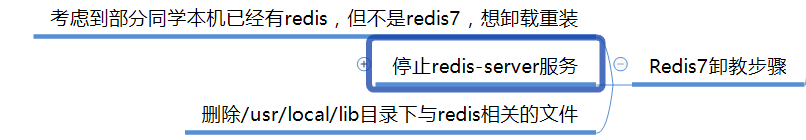 考虑到部分同学本机已经有redis，但不是redis7，想卸载重装
停止redis-server服务
Redis7卸教步骤
删除/usr/local/lib目录下与redis相关的文件